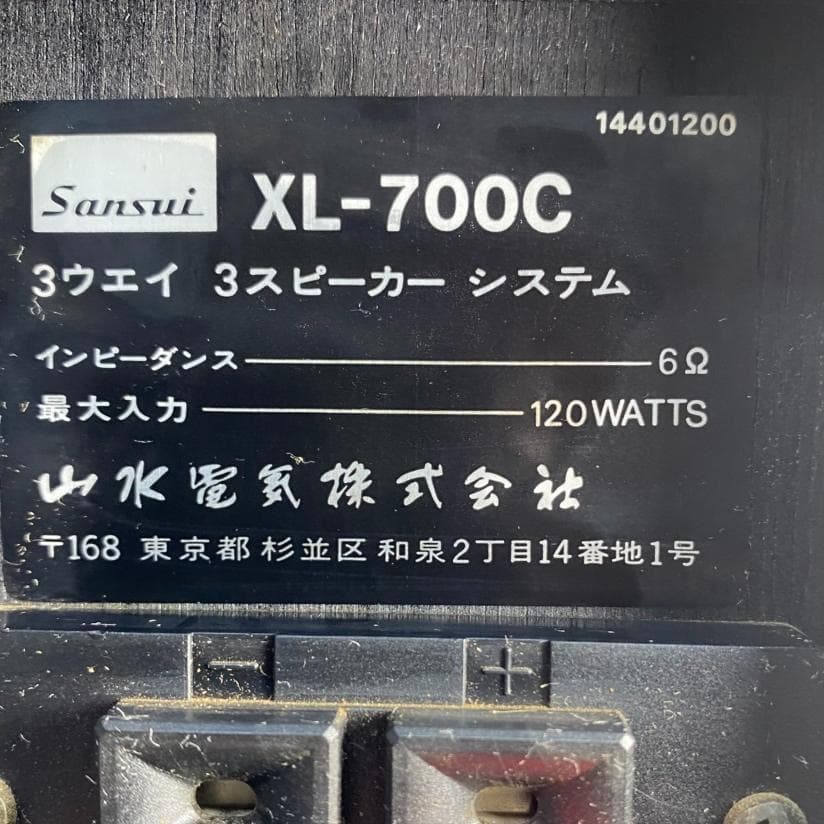 14401200
Sansui XL-700C
3ウエイ 3スピーカー システム
インピーダンス 6Ω
最大入力 120WATTS
山水電気株式会社
〒168 東京都杉並区和泉2丁目14番地1号
− +